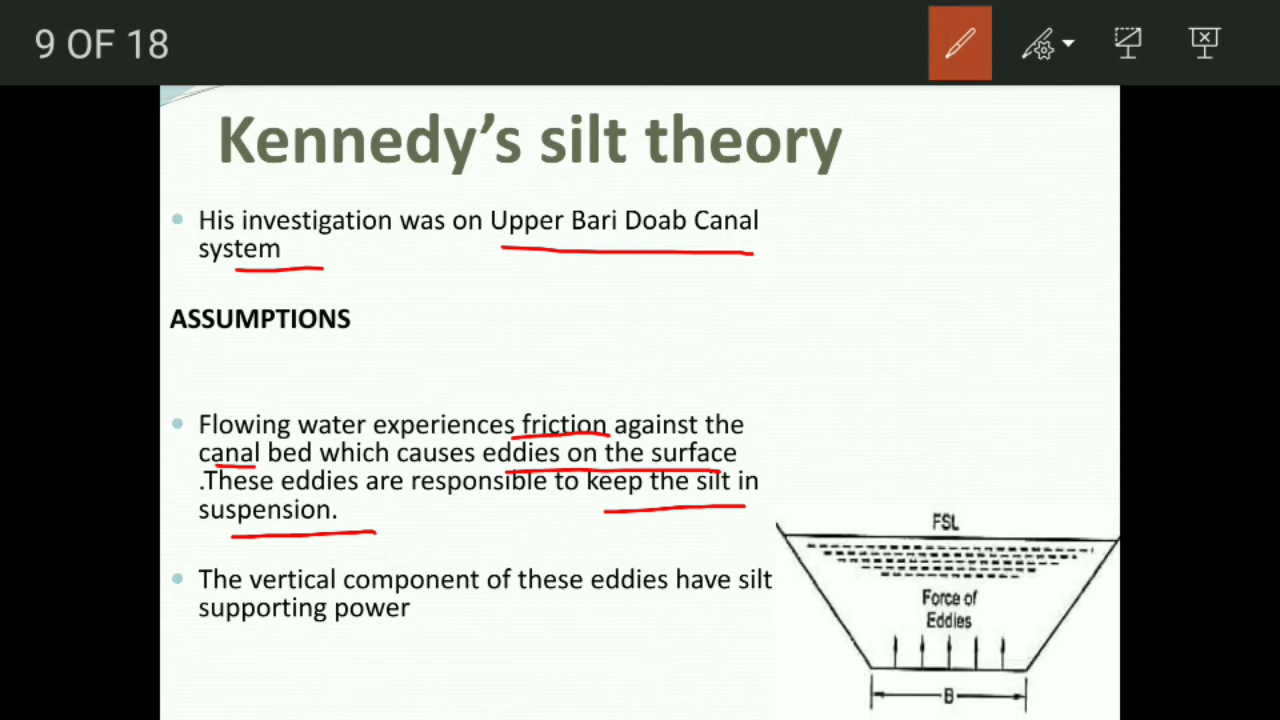 9 OF 18
Kennedy's silt theory
• His investigation was on Upper Bari Doab Canal
system
ASSUMPTIONS
• Flowing water experiences friction against the
canal bed which causes eddies on the surface
.These eddies are responsible to keep the silt in
suspension.
• The vertical component of these eddies have silt
supporting power
FSL
Force of
Eddies
B